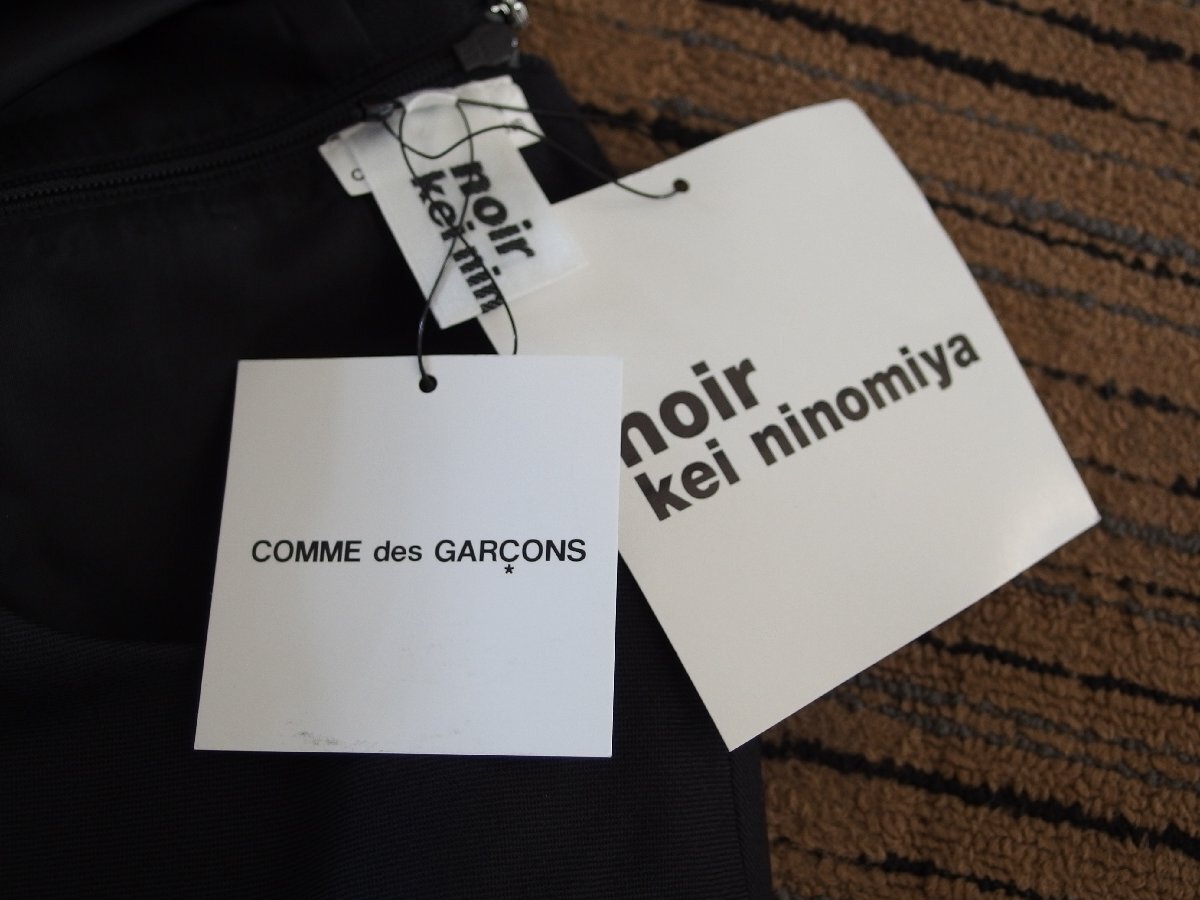 noir
kei nin
noir
kei ninomiya
COMME des GARÇONS
*